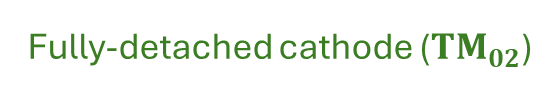 Fully-detached cathode (TM₀₂)